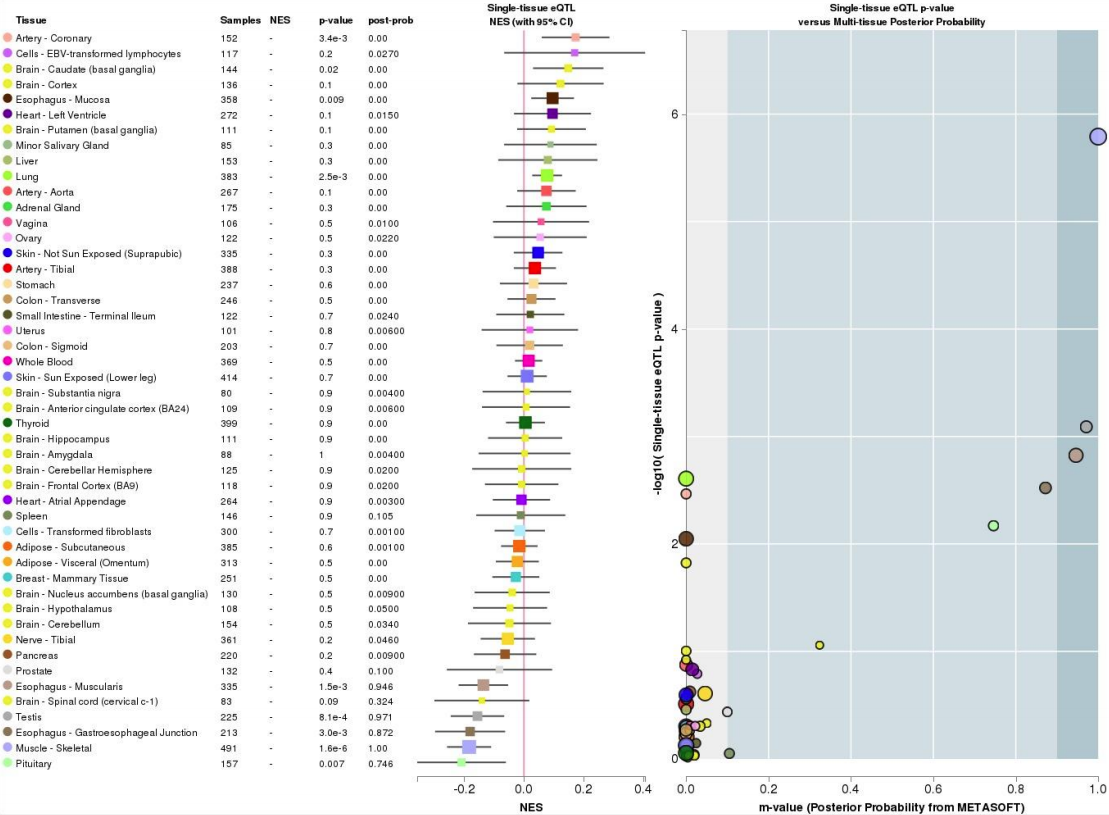 Tissue Samples NES p-value post-prob
Single-tissue eQTL
NES (with 95% CI)
Artery - Coronary 152 - 3.4e-3 0.00
Cells - EBV-transformed lymphocytes 117 - 0.2 0.0270
Brain - Caudate (basal ganglia) 144 - 0.02 0.00
Brain - Cortex 136 - 0.1 0.00
Esophagus - Mucosa 358 - 0.009 0.00
Heart - Left Ventricle 272 - 0.1 0.0150
Brain - Putamen (basal ganglia) 111 - 0.1 0.00
Minor Salivary Gland 85 - 0.3 0.00
Liver 153 - 0.3 0.00
Lung 383 - 2.5e-3 0.00
Artery - Aorta 267 - 0.1 0.00
Adrenal Gland 175 - 0.3 0.00
Vagina 106 - 0.5 0.0100
Ovary 122 - 0.5 0.0220
Skin - Not Sun Exposed (Suprapubic) 335 - 0.3 0.00
Artery - Tibial 388 - 0.3 0.00
Stomach 237 - 0.6 0.00
Colon - Transverse 246 - 0.5 0.00
Small Intestine - Terminal Ileum 122 - 0.7 0.0240
Uterus 101 - 0.8 0.00600
Colon - Sigmoid 203 - 0.7 0.00
Whole Blood 369 - 0.5 0.00
Skin - Sun Exposed (Lower leg) 414 - 0.7 0.00
Brain - Substantia nigra 80 - 0.9 0.00400
Brain - Anterior cingulate cortex (BA24) 109 - 0.9 0.00600
Thyroid 399 - 0.9 0.00
Brain - Hippocampus 111 - 0.9 0.00
Brain - Amygdala 88 - 1 0.00400
Brain - Cerebellar Hemisphere 125 - 0.9 0.0200
Brain - Frontal Cortex (BA9) 118 - 0.9 0.0200
Heart - Atrial Appendage 264 - 0.9 0.00300
Spleen 146 - 0.9 0.105
Cells - Transformed fibroblasts 300 - 0.7 0.00100
Adipose - Subcutaneous 385 - 0.6 0.00100
Adipose - Visceral (Omentum) 313 - 0.5 0.00
Breast - Mammary Tissue 251 - 0.5 0.00
Brain - Nucleus accumbens (basal ganglia) 130 - 0.5 0.00900
Brain - Hypothalamus 108 - 0.5 0.0500
Brain - Cerebellum 154 - 0.5 0.0340
Nerve - Tibial 361 - 0.2 0.0460
Pancreas 220 - 0.2 0.00900
Prostate 132 - 0.4 0.100
Esophagus - Muscularis 335 - 1.5e-3 0.946
Brain - Spinal cord (cervical c-1) 83 - 0.09 0.324
Testis 225 - 8.1e-4 0.971
Esophagus - Gastroesophageal Junction 213 - 3.0e-3 0.872
Muscle - Skeletal 491 - 1.6e-6 1.00
Pituitary 157 - 0.007 0.746
-0.2 0.0 0.2 0.4
NES
Single-tissue eQTL p-value
versus Multi-tissue Posterior Probability
-log10( Single-tissue eQTL p-value )
6
4
2
0
0.0 0.2 0.4 0.6 0.8 1.0
m-value (Posterior Probability from METASOFT)